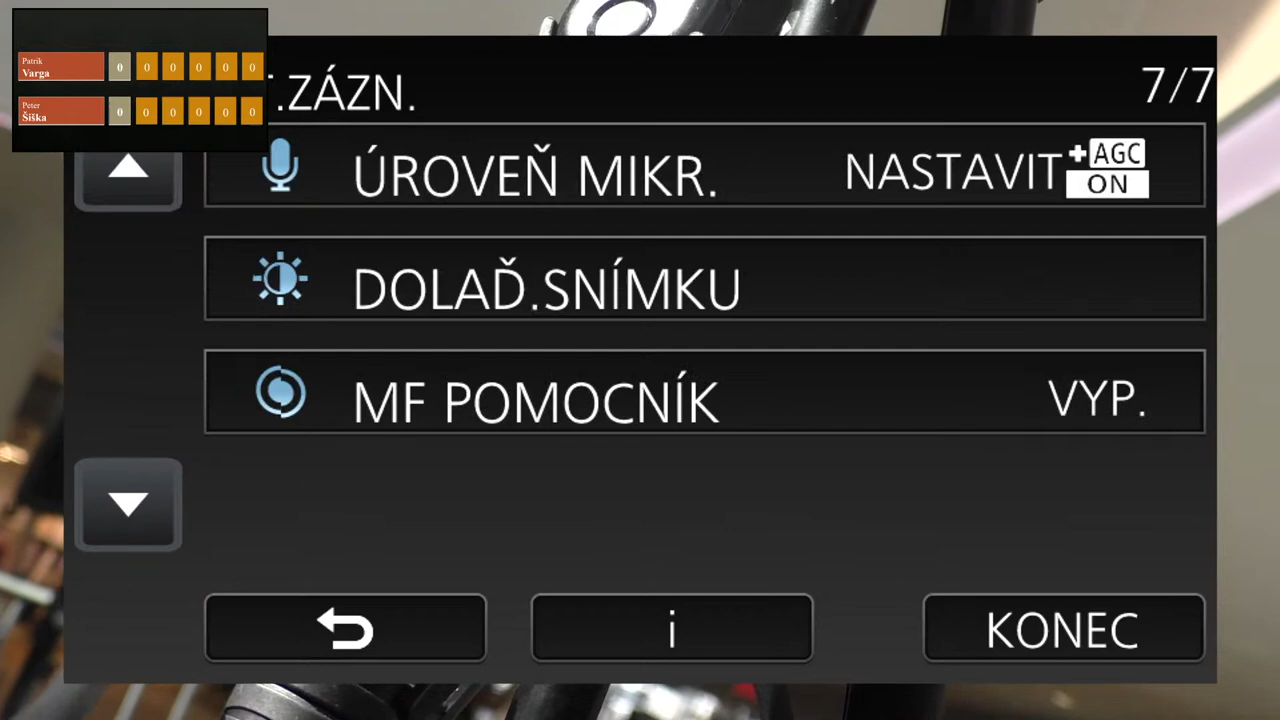 Patrik
Varga 0 0 0 0 0 0
Peter
Šiška 0 0 0 0 0 0
.ZÁZN. 7/7
ÚROVEŇ MIKR. NASTAVIT +AGC ON
DOLAĎ.SNÍMKU
MF POMOCNÍK VYP.
i KONEC